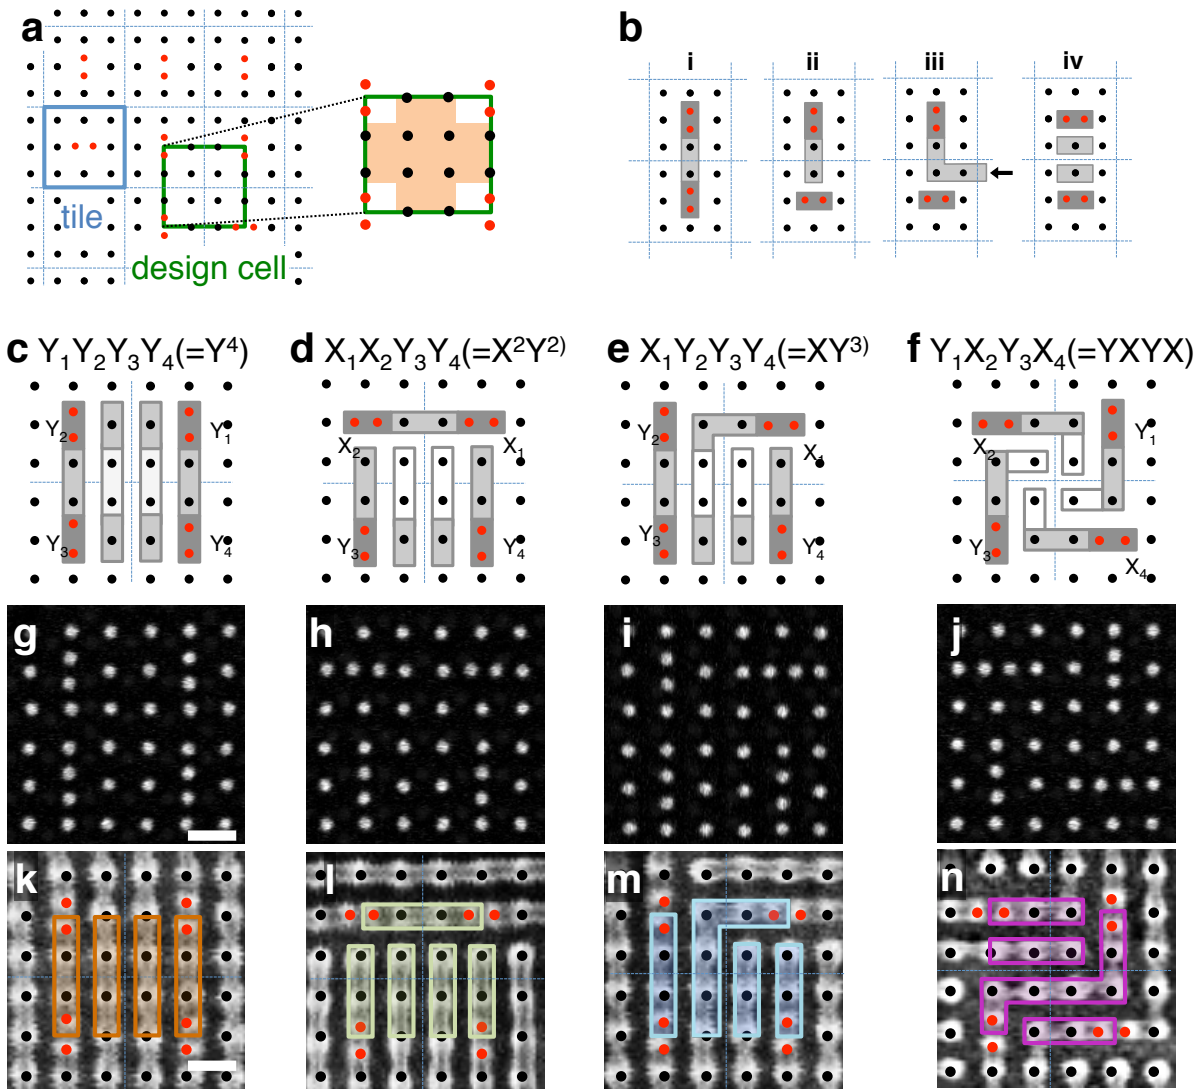 a
tile
design cell
b
i ii iii iv
c Y₁Y₂Y₃Y₄(=Y⁴)
d X₁X₂Y₃Y₄(=X²Y²⁾
e X₁Y₂Y₃Y₄(=XY³⁾
f Y₁X₂Y₃X₄(=YXYX)
Y₂ Y₁
Y₃ Y₄
X₂ X₁
Y₃ Y₄
Y₂ X₁
Y₃ Y₄
X₂ Y₁
Y₃ X₄
g h i j
k l m n